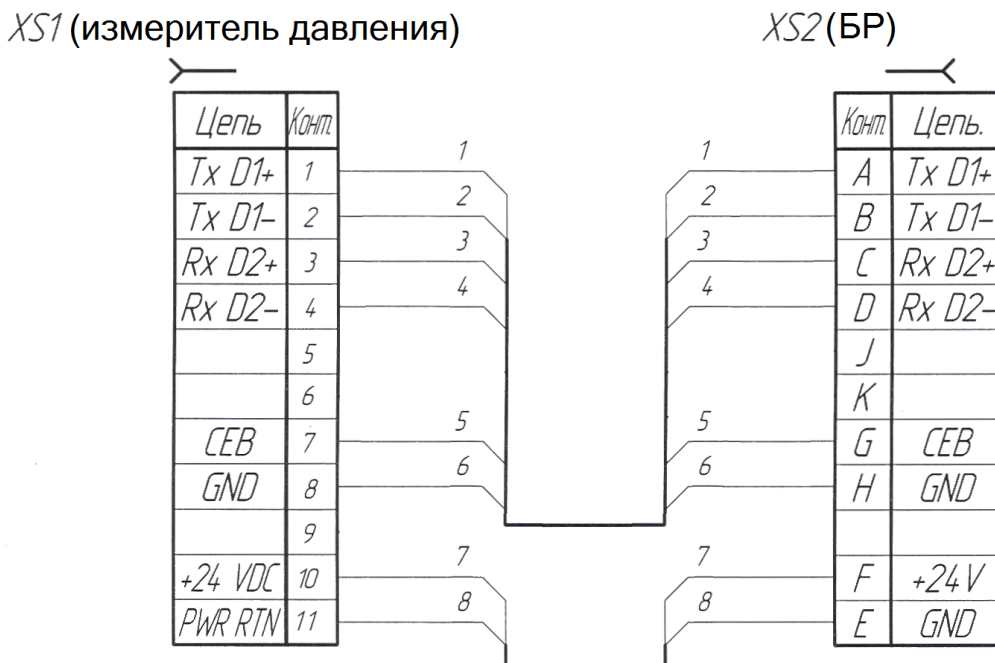 XS1 (измеритель давления)
XS2 (БР)
Цепь Конт.
Tx D1+ 1
Tx D1- 2
Rx D2+ 3
Rx D2- 4
5
6
СЕВ 7
GND 8
9
+24 VDC 10
PWR RTN 11
1
2
3
4
5
6
7
8
1
2
3
4
5
6
7
8
Конт. Цепь.
A Tx D1+
B Tx D1-
C Rx D2+
D Rx D2-
J
K
G СЕВ
H GND
F +24V
E GND